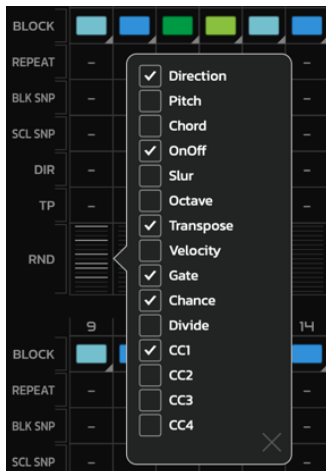 BLOCK
REPEAT - -
BLK SNP - -
SCL SNP - -
DIR - -
TP - -
RND
Direction
Pitch
Chord
OnOff
Slur
Octave
Transpose
Velocity
Gate
Chance
Divide
CC1
CC2
CC3
CC4
9 14
BLOCK
REPEAT - -
BLK SNP - -
SCL SNP - -